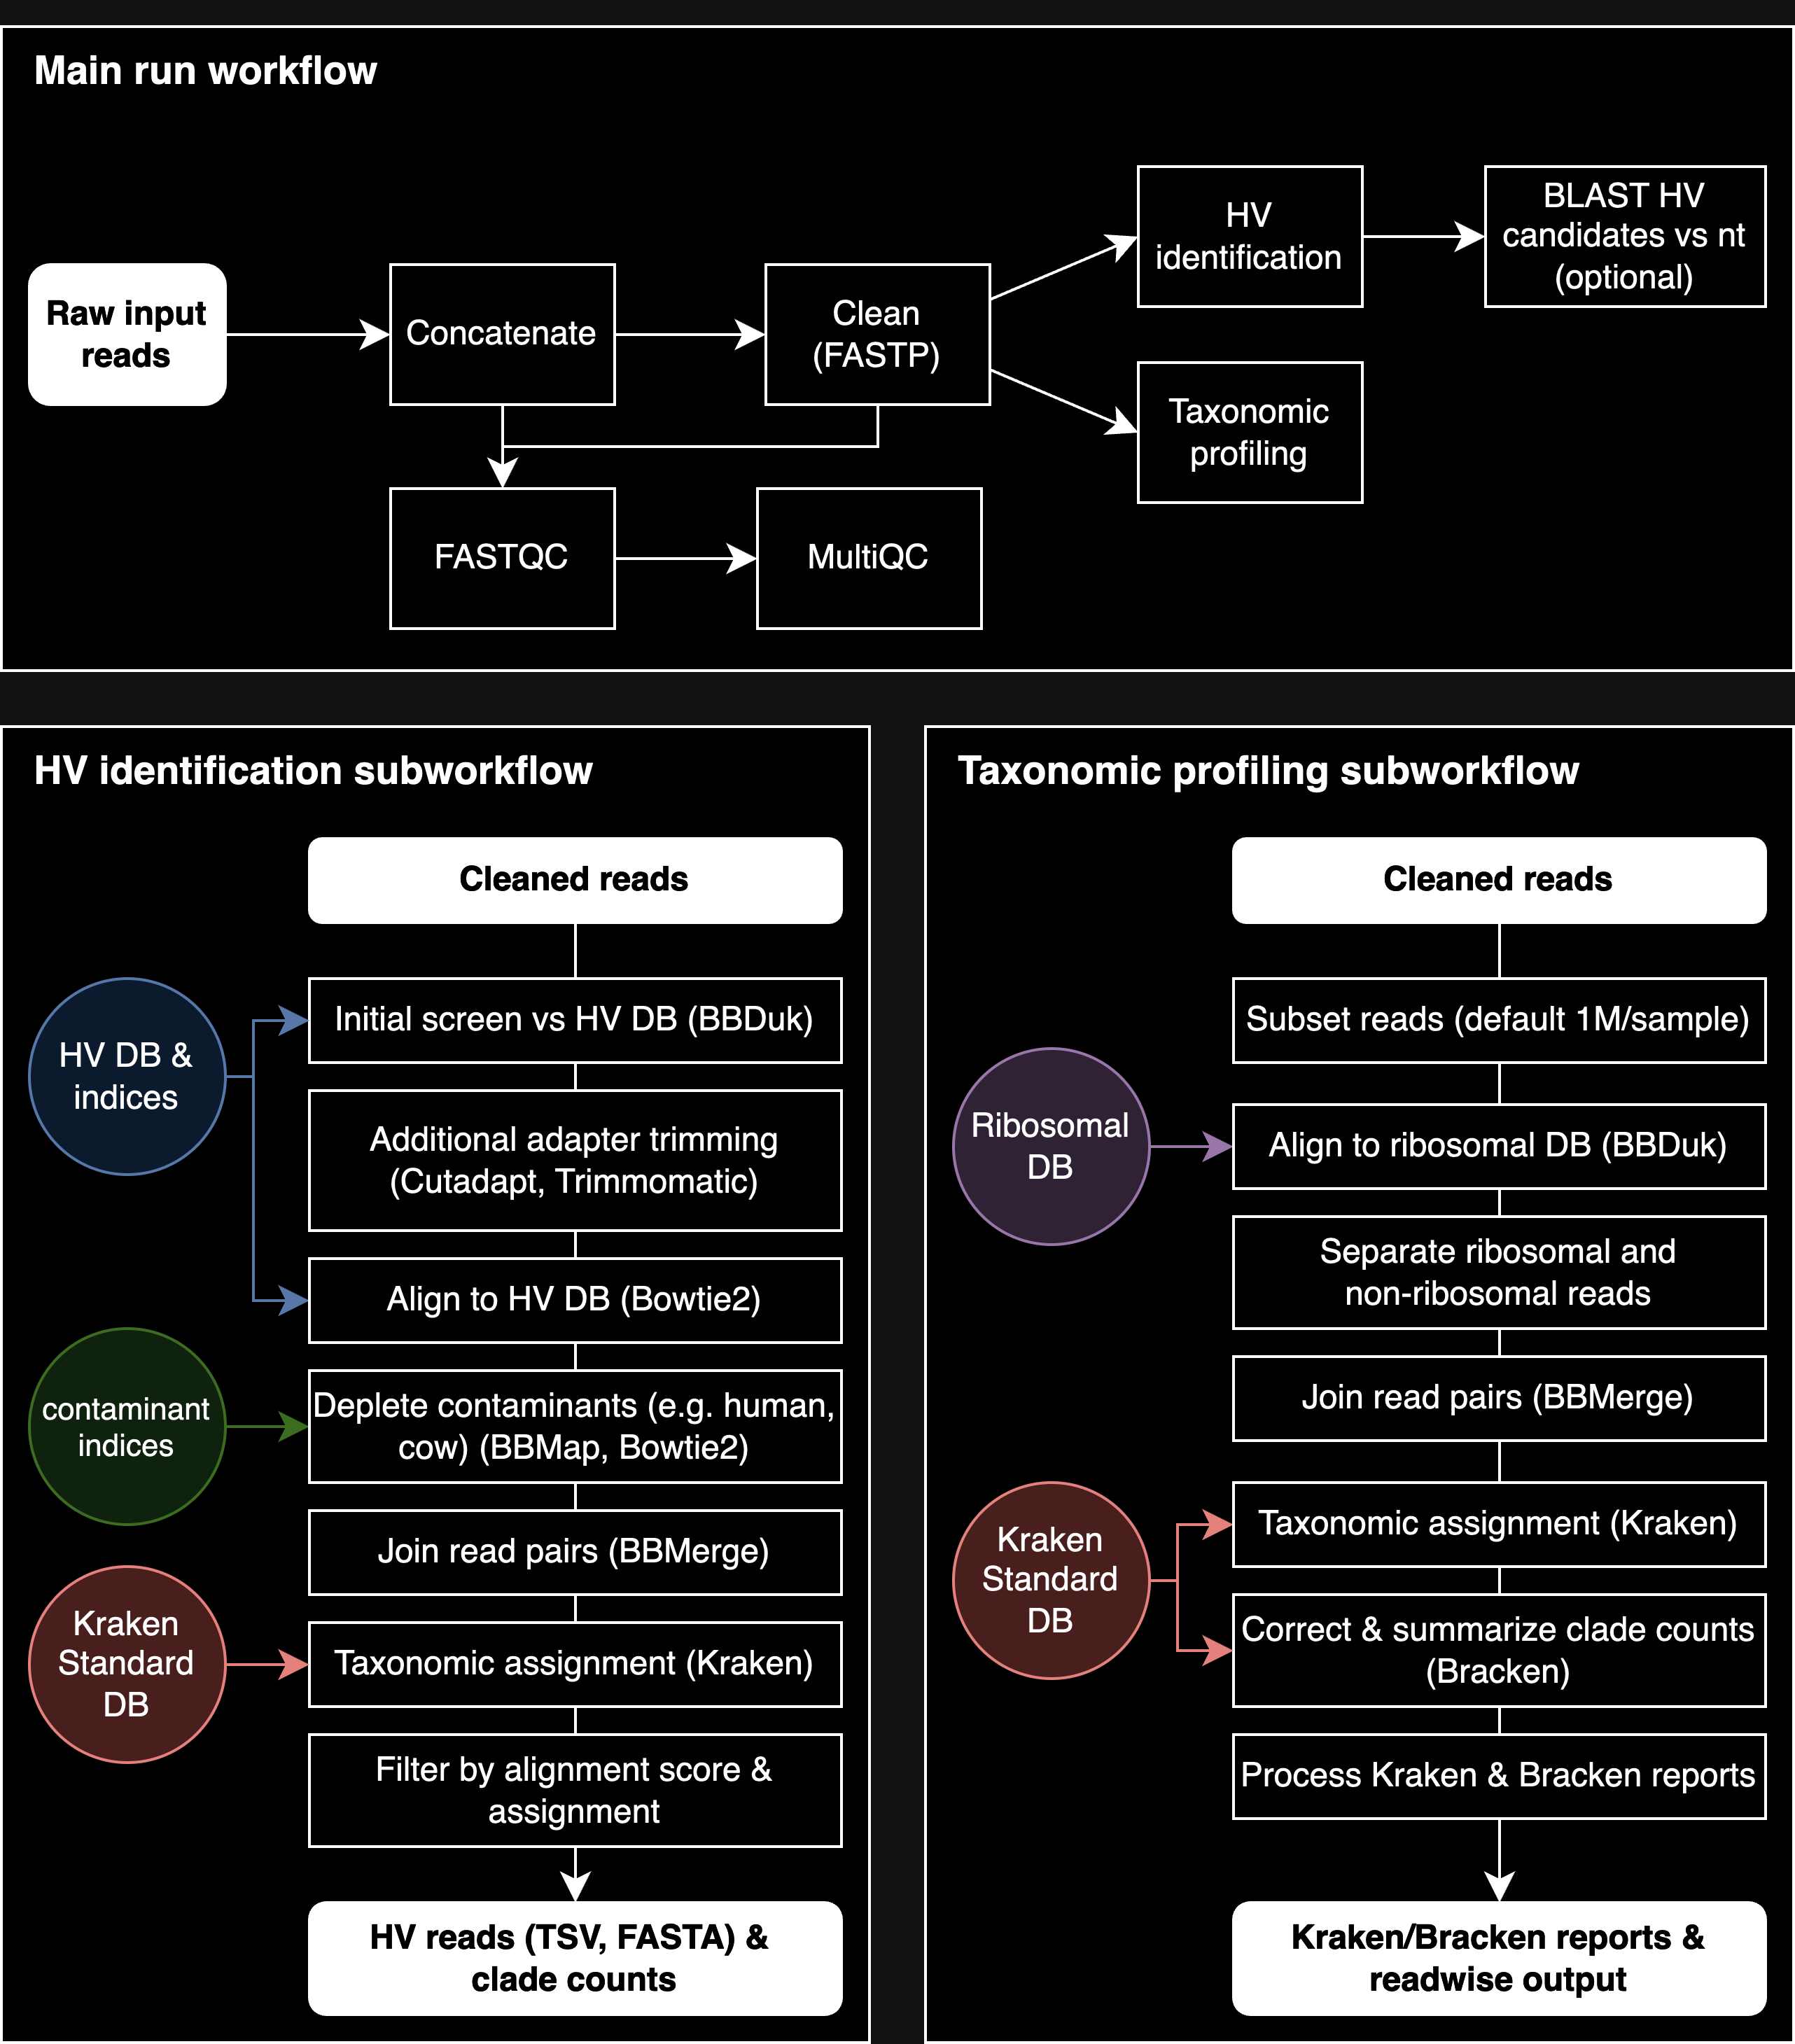 Main run workflow
Raw input
reads
Concatenate
Clean
(FASTP)
HV
identification
BLAST HV
candidates vs nt
(optional)
Taxonomic
profiling
FASTQC
MultiQC
HV identification subworkflow
Cleaned reads
HV DB &
indices
Initial screen vs HV DB (BBDuk)
Additional adapter trimming
(Cutadapt, Trimmomatic)
Align to HV DB (Bowtie2)
contaminant
indices
Deplete contaminants (e.g. human,
cow) (BBMap, Bowtie2)
Join read pairs (BBMerge)
Kraken
Standard
DB
Taxonomic assignment (Kraken)
Filter by alignment score &
assignment
HV reads (TSV, FASTA) &
clade counts
Taxonomic profiling subworkflow
Cleaned reads
Subset reads (default 1M/sample)
Ribosomal
DB
Align to ribosomal DB (BBDuk)
Separate ribosomal and
non-ribosomal reads
Join read pairs (BBMerge)
Kraken
Standard
DB
Taxonomic assignment (Kraken)
Correct & summarize clade counts
(Bracken)
Process Kraken & Bracken reports
Kraken/Bracken reports &
readwise output